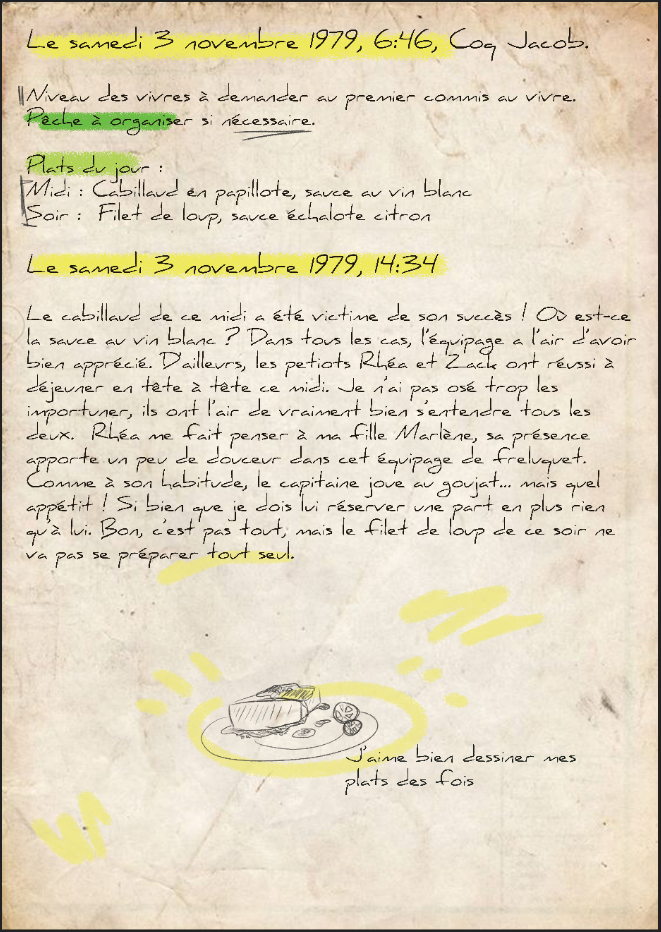 Le samedi 3 novembre 1979, 6:46, Coq Jacob.
Niveau des vivres à demander au premier commis au vivre.
Pêche à organiser si nécessaire.
Plats du jour :
Midi : Cabillaud en papillote, sauce au vin blanc
Soir : Filet de loup, sauce échalote citron
Le samedi 3 novembre 1979, 14:34
Le cabillaud de ce midi a été victime de son succès ! Où est-ce
la sauce au vin blanc ? Dans tous les cas, l'équipage a l'air d'avoir
bien apprécié. D'ailleurs, les petiots Rhéa et Zack ont réussi à
déjeuner en tête à tête ce midi. Je n'ai pas osé trop les
importuner, ils ont l'air de vraiment bien s'entendre tous les
deux. Rhéa me fait penser à ma fille Marlène, sa présence
apporte un peu de douceur dans cet équipage de freluquet.
Comme à son habitude, le capitaine joue au goujat... mais quel
appétit ! Si bien que je dois lui réserver une part en plus rien
qu'à lui. Bon, c'est pas tout, mais le filet de loup de ce soir ne
va pas se préparer tout seul.
J'aime bien dessiner mes
plats des fois